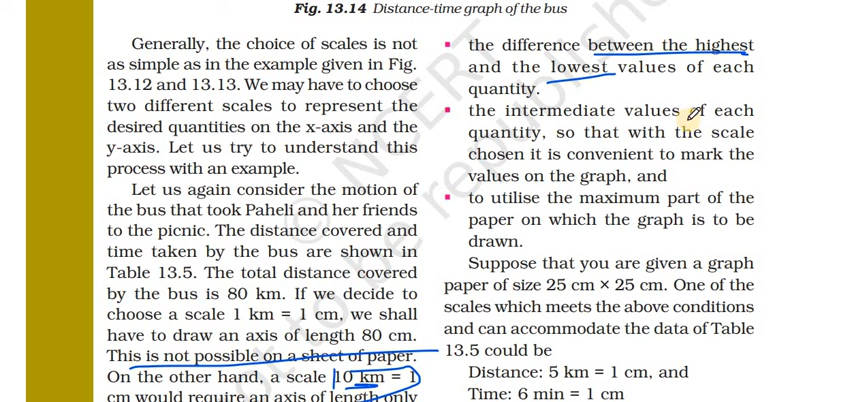 Fig. 13.14 Distance-time graph of the bus
Generally, the choice of scales is not
as simple as in the example given in Fig.
13.12 and 13.13. We may have to choose
two different scales to represent the
desired quantities on the x-axis and the
y-axis. Let us try to understand this
process with an example.
Let us again consider the motion of
the bus that took Paheli and her friends
to the picnic. The distance covered and
time taken by the bus are shown in
Table 13.5. The total distance covered
by the bus is 80 km. If we decide to
choose a scale 1 km = 1 cm, we shall
have to draw an axis of length 80 cm.
This is not possible on a sheet of paper.
On the other hand, a scale 10 km = 1
cm would require an axis of length only
▪ the difference between the highest
and the lowest values of each
quantity.
▪ the intermediate values of each
quantity, so that with the scale
chosen it is convenient to mark the
values on the graph, and
▪ to utilise the maximum part of the
paper on which the graph is to be
drawn.
Suppose that you are given a graph
paper of size 25 cm × 25 cm. One of the
scales which meets the above conditions
and can accommodate the data of Table
13.5 could be
Distance: 5 km = 1 cm, and
Time: 6 min = 1 cm
© NCERT
not to be republished